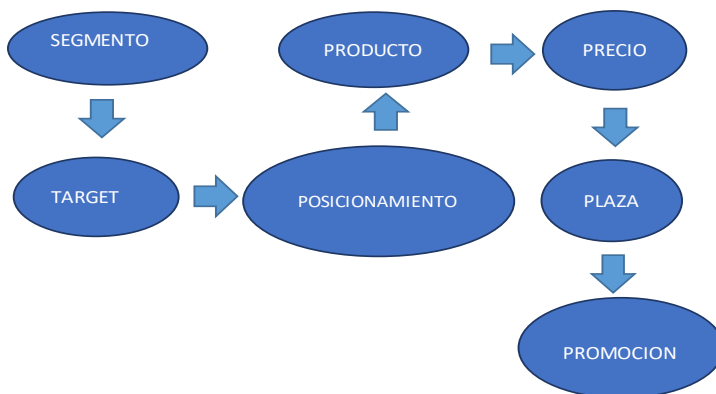 SEGMENTO
TARGET
POSICIONAMIENTO
PRODUCTO
PRECIO
PLAZA
PROMOCION